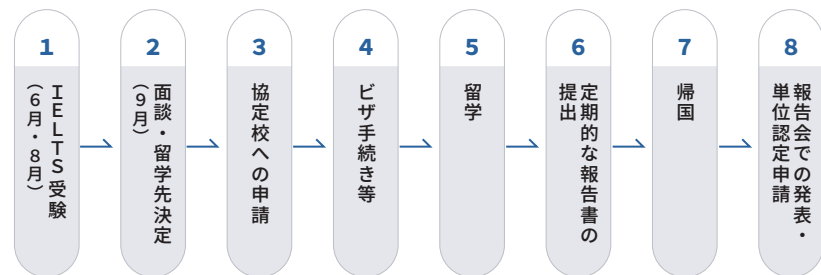 1
IELTS受験
（6月・8月）
2
面談・留学先決定
（9月）
3
協定校への申請
4
ビザ手続き等
5
留学
6
定期的な報告書の
提出
7
帰国
8
報告会での発表・
単位認定申請